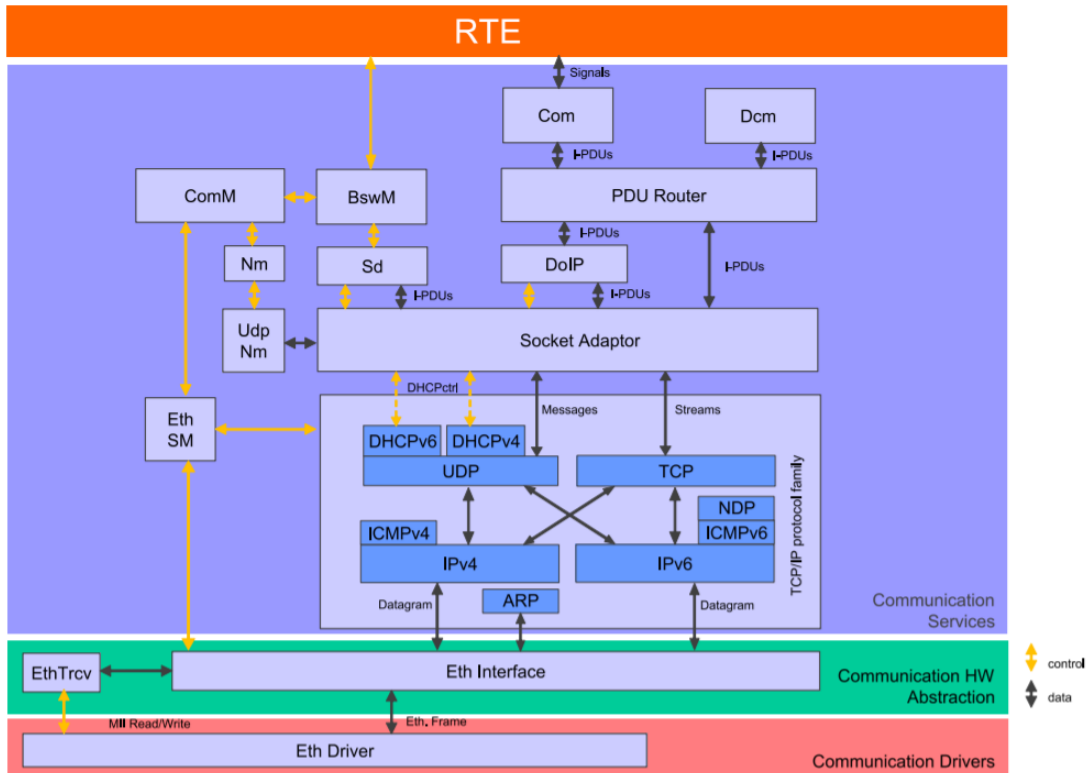 RTE
Signals
Com
Dcm
I-PDUs
I-PDUs
ComM
BswM
PDU Router
I-PDUs
I-PDUs
Nm
Sd
DoIP
I-PDUs
I-PDUs
Udp
Nm
Socket Adaptor
DHCPctrl
Messages
Streams
Eth
SM
DHCPv6
DHCPv4
UDP
TCP
NDP
ICMPv4
ICMPv6
IPv4
IPv6
TCP/IP protocol family
Datagram
ARP
Datagram
Communication
Services
EthTrcv
Eth Interface
Communication HW
Abstraction
control
data
MII Read/Write
Eth. Frame
Eth Driver
Communication Drivers